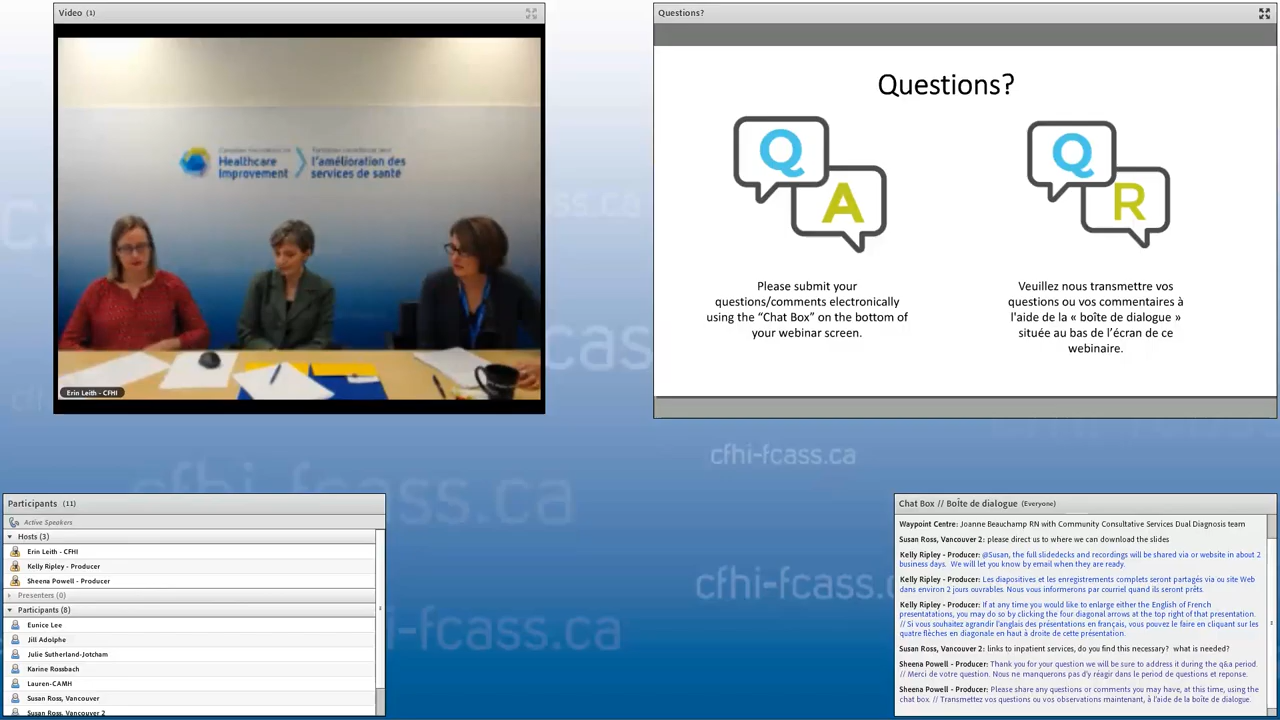 Video (1)
Healthcare
Improvement
l'amélioration des
services de santé
Erin Leith - CFHI
Questions?
Questions?
Q
A
Q
R
Please submit your
questions/comments electronically
using the “Chat Box” on the bottom of
your webinar screen.
Veuillez nous transmettre vos
questions ou vos commentaires à
l'aide de la « boîte de dialogue »
située au bas de l’écran de ce
webinaire.
cfhi-fcass.ca
cfhi-fcass.ca
Participants (11)
Active Speakers
Hosts (3)
Erin Leith - CFHI
Kelly Ripley - Producer
Sheena Powell - Producer
Presenters (0)
Participants (8)
Eunice Lee
Jill Adolphe
Julie Sutherland-Jotcham
Karine Rossbach
Lauren-CAMH
Susan Ross, Vancouver
Susan Ross, Vancouver 2
Chat Box // Boîte de dialogue (Everyone)
Waypoint Centre: Joanne Beauchamp RN with Community Consultative Services Dual Diagnosis team
Susan Ross, Vancouver 2: please direct us to where we can download the slides
Kelly Ripley - Producer: @Susan, the full slidedecks and recordings will be shared via or website in about 2
business days. We will let you know by email when they are ready.
Kelly Ripley - Producer: Les diapositives et les enregistrements complets seront partagés via ou site Web
dans environ 2 jours ouvrables. Nous vous informerons par courriel quand ils seront prêts.
Kelly Ripley - Producer: If at any time you would like to enlarge either the English of French
presentatations, you may do so by clicking the four diagonal arrows at the top right of that presentation.
// Si vous souhaitez agrandir l'anglais des présentations en français, vous pouvez le faire en cliquant sur les
quatre flèches en diagonale en haut à droite de cette présentation.
Susan Ross, Vancouver 2: links to inpatient services, do you find this necessary? what is needed?
Sheena Powell - Producer: Thank you for your question we will be sure to address it during the q&a period.
// Merci de votre question. Nous ne manquerons pas d'y réagir dans le period de questions et reponse.
Sheena Powell - Producer: Please share any questions or comments you may have, at this time, using the
chat box. // Transmettez vos questions ou vos observations maintenant, à l'aide de la boîte de dialogue.